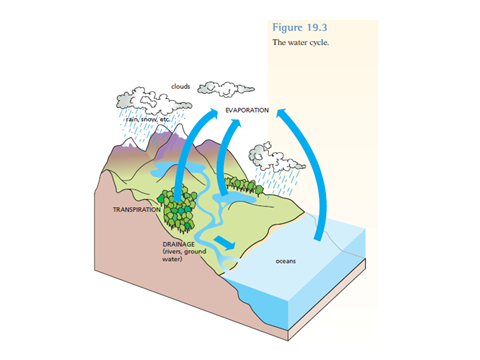 Figure 19.3
The water cycle.
clouds
rain, snow, etc.
EVAPORATION
TRANSPIRATION
DRAINAGE
(rivers, ground
water)
oceans